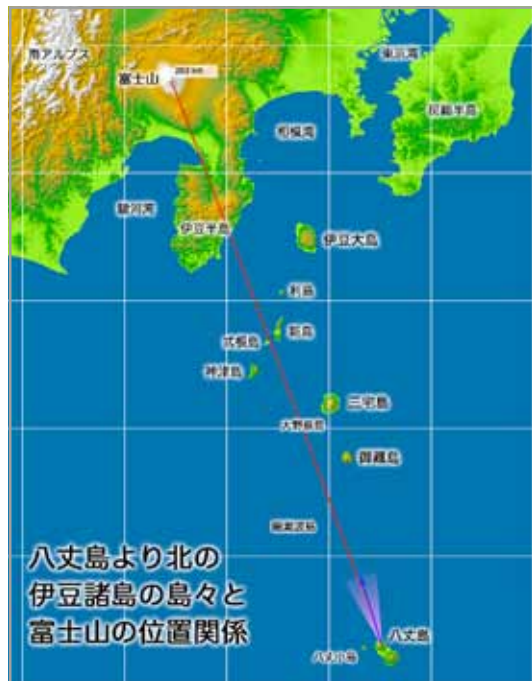 南アルプス
東京湾
富士山
房総半島
相模湾
駿河湾
伊豆半島
伊豆大島
利島
新島
式根島
神津島
三宅島
大野原島
御蔵島
藺灘波島
八丈島より北の
伊豆諸島の島々と
富士山の位置関係
八丈島
八丈小島